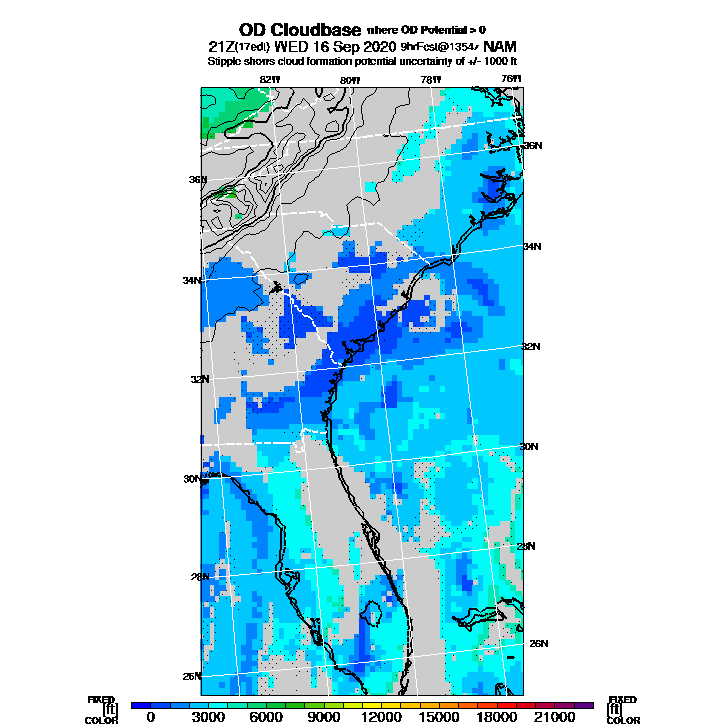 OD Cloudbase where OD Potential > 0
21Z(17edt) WED 16 Sep 2020 9hrFcst@1354z NAM
Stipple shows cloud formation potential uncertainty of +/- 1000 ft
82W 80W 78W 76W
36N
36N
34N
34N
32N
32N
30N
30N
28N
28N
26N
26N
FIXED FIXED
[ft] [ft]
COLOR COLOR
0 3000 6000 9000 12000 15000 18000 21000